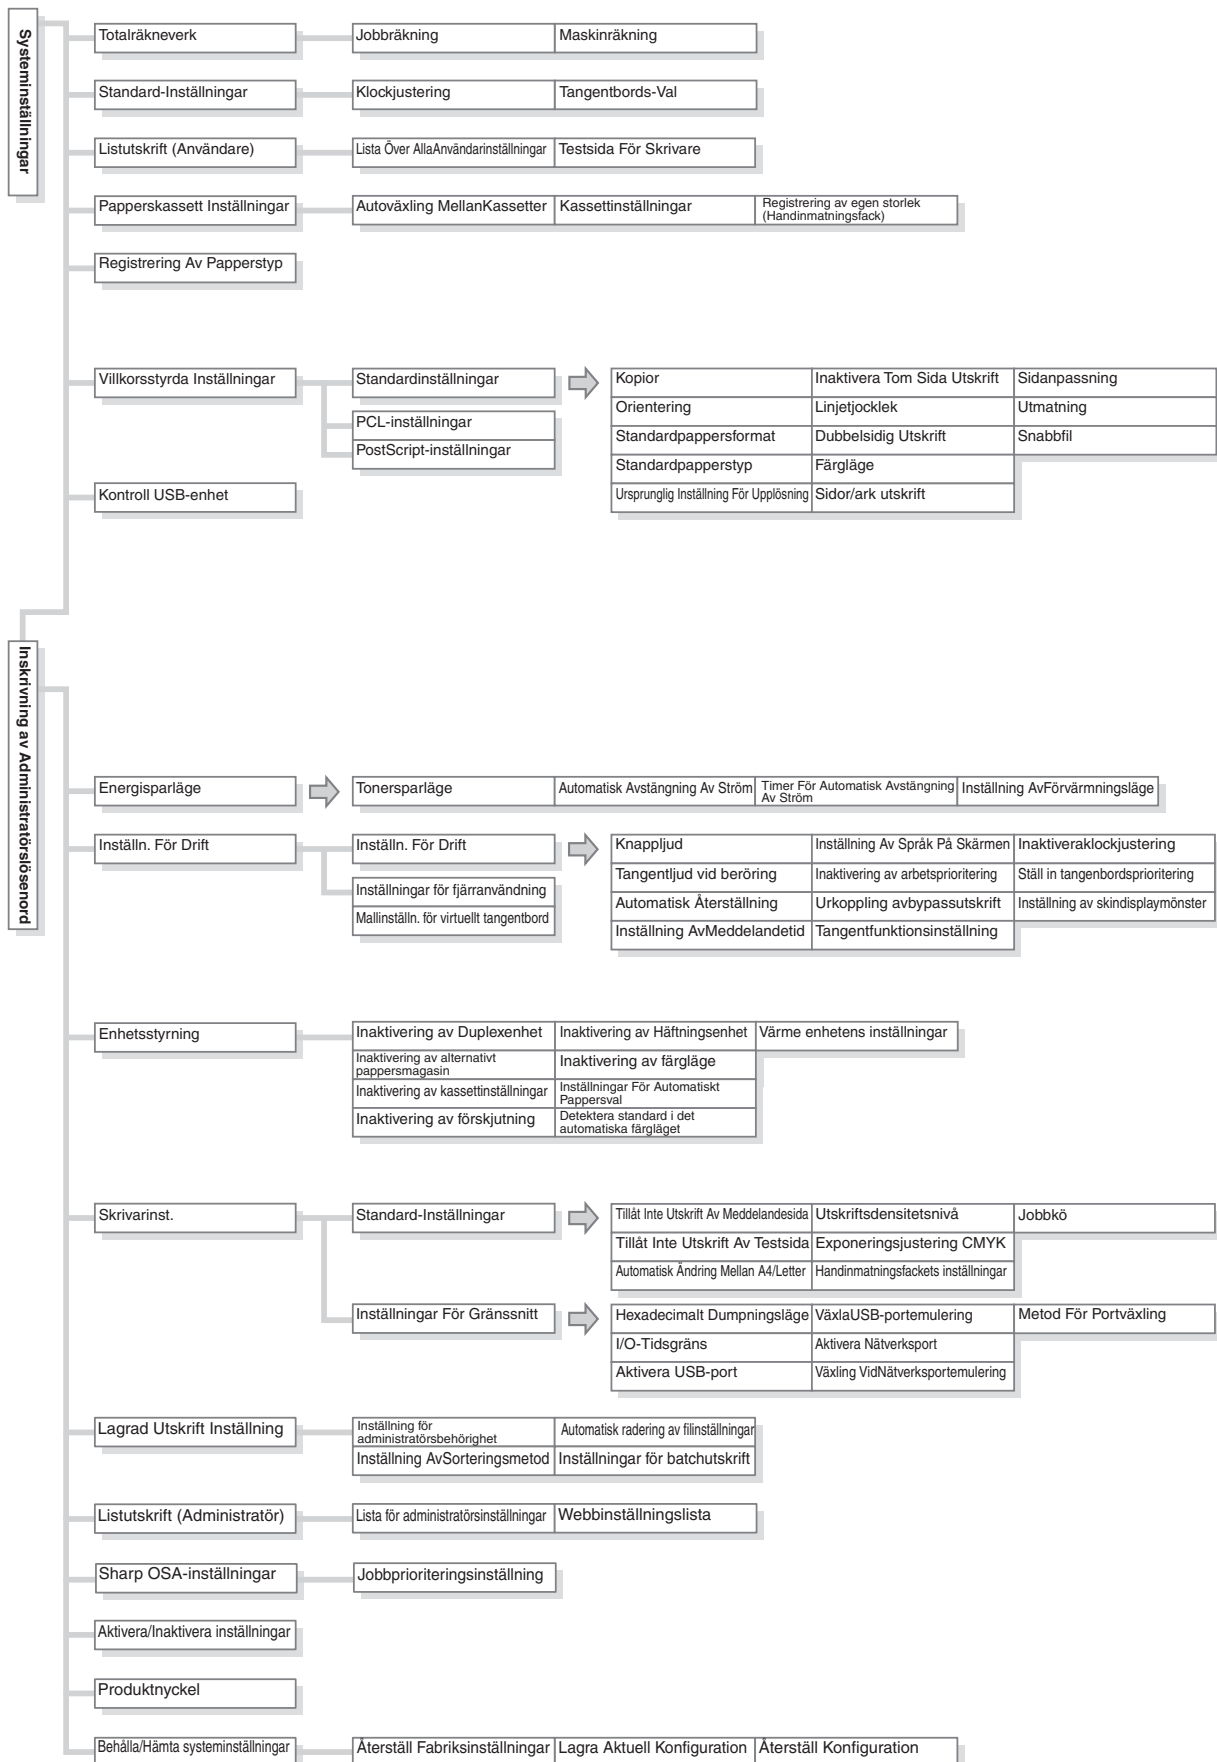 Systeminställningar
Totalräkneverk
Jobbräkning
Maskinräkning
Standard-Inställningar
Klockjustering
Tangentbords-Val
Listutskrift (Användare)
Lista Över AllaAnvändarinställningar
Testsida För Skrivare
Papperskassett Inställningar
Autoväxling MellanKassetter
Kassettinställningar
Registrering av egen storlek
(Handinmatningsfack)
Registrering Av Papperstyp
Villkorsstyrda Inställningar
Standardinställningar
PCL-inställningar
PostScript-inställningar
Kopior
Inaktivera Tom Sida Utskrift
Sidanpassning
Orientering
Linjetjocklek
Utmatning
Standardpappersformat
Dubbelsidig Utskrift
Snabbfil
Standardpapperstyp
Färgläge
Ursprunglig Inställning För Upplösning
Sidor/ark utskrift
Kontroll USB-enhet
Inskrivning av Administratörslösenord
Energisparläge
Tonersparläge
Automatisk Avstängning Av Ström
Timer För Automatisk Avstängning
Av Ström
Inställning AvFörvärmningsläge
Inställn. För Drift
Inställn. För Drift
Inställningar för fjärranvändning
Mallinställn. för virtuellt tangentbord
Knappljud
Inställning Av Språk På Skärmen
Inaktiveraklockjustering
Tangentljud vid beröring
Inaktivering av arbetsprioritering
Ställ in tangenbordsprioritering
Automatisk Återställning
Urkoppling avbypassutskrift
Inställning av skindisplaymönster
Inställning AvMeddelandetid
Tangentfunktionsinställning
Enhetsstyrning
Inaktivering av Duplexenhet
Inaktivering av Häftningsenhet
Värme enhetens inställningar
Inaktivering av alternativt
pappersmagasin
Inaktivering av färgläge
Inaktivering av kassettinställningar
Inställningar För Automatiskt
Pappersval
Inaktivering av förskjutning
Detektera standard i det
automatiska färgläget
Skrivarinst.
Standard-Inställningar
Tillåt Inte Utskrift Av Meddelandesida
Utskriftsdensitetsnivå
Jobbkö
Tillåt Inte Utskrift Av Testsida
Exponeringsjustering CMYK
Automatisk Ändring Mellan A4/Letter
Handinmatningsfackets inställningar
Inställningar För Gränssnitt
Hexadecimalt Dumpningsläge
VäxlaUSB-portemulering
Metod För Portväxling
I/O-Tidsgräns
Aktivera Nätverksport
Aktivera USB-port
Växling VidNätverksportemulering
Lagrad Utskrift Inställning
Inställning för
administratörsbehörighet
Automatisk radering av filinställningar
Inställning AvSorteringsmetod
Inställningar för batchutskrift
Listutskrift (Administratör)
Lista för administratörsinställningar
Webbinställningslista
Sharp OSA-inställningar
Jobbprioriteringsinställning
Aktivera/Inaktivera inställningar
Produktnyckel
Behålla/Hämta systeminställningar
Återställ Fabriksinställningar
Lagra Aktuell Konfiguration
Återställ Konfiguration